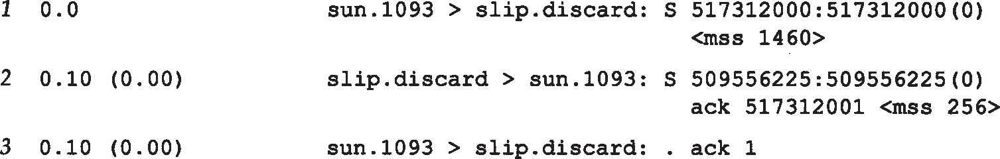 1 0.0 sun.1093 > slip.discard: S 517312000:517312000(0)
<mss 1460>
2 0.10 (0.00) slip.discard > sun.1093: S 509556225:509556225(0)
ack 517312001 <mss 256>
3 0.10 (0.00) sun.1093 > slip.discard: . ack 1